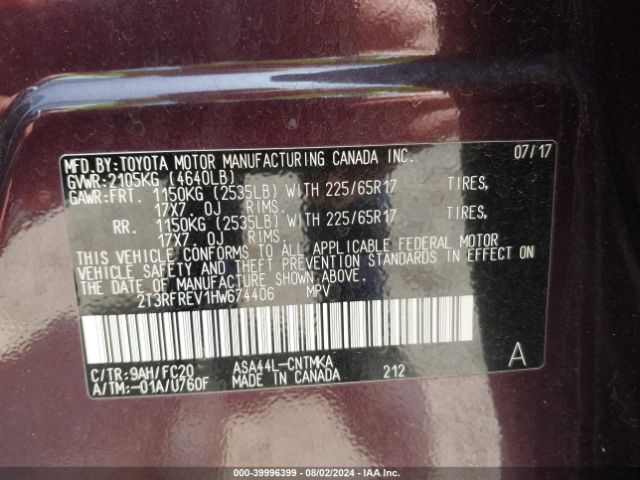 MFD.BY:TOYOTA MOTOR MANUFACTURING CANADA INC. 07/17
GVWR:2105KG (4640LB)
GAWR:FRT. 1150KG (2535LB) WITH 225/65R17 TIRES,
17X7. 0J RIMS.
RR. 1150KG (2535LB) WITH 225/65R17 TIRES,
17X7. 0J RIMS.
THIS VEHICLE CONFORMS TO ALL APPLICABLE FEDERAL MOTOR
VEHICLE SAFETY AND THEFT PREVENTION STANDARDS IN EFFECT ON
THE DATE OF MANUFACTURE SHOWN ABOVE.
2T3RFREV1HW674406 MPV
C/TR:9AH/FC20 ASA44L-CNTMKA A
A/TM:-01A/U760F MADE IN CANADA 212
000-39996399 - 08/02/2024 - IAA Inc.